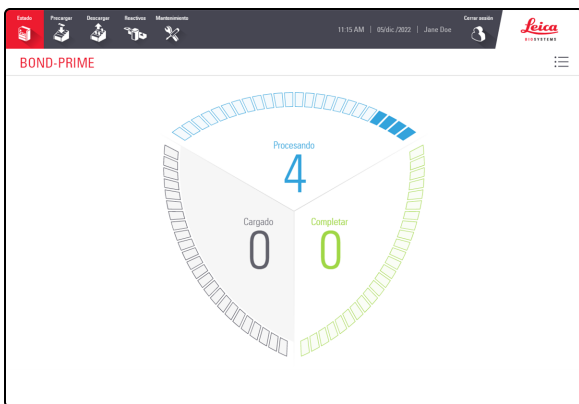 Estado
Precargar
Descargar
Reactivos
Mantenimiento
11:15 AM | 05/dic./2022 | Jane Doe
Cerrar sesión
Leica
BIOSYSTEMS
BOND-PRIME
Procesando
4
Cargado
0
Completar
0